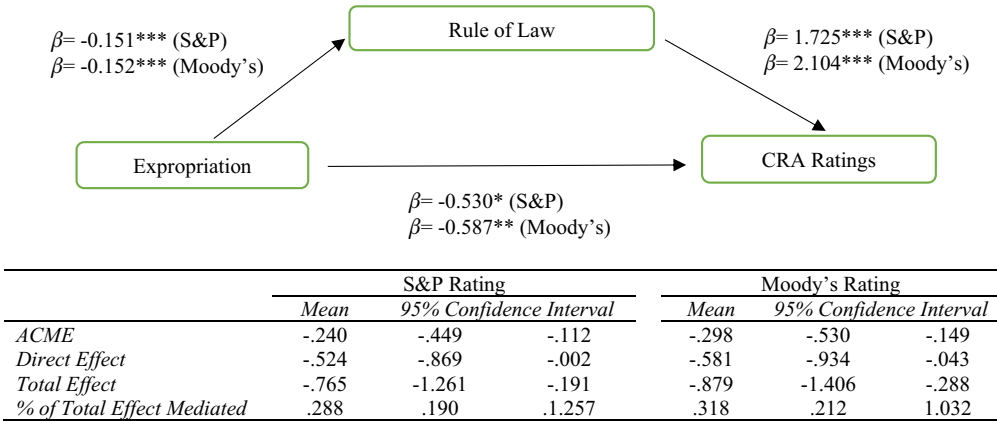 Rule of Law
β= -0.151*** (S&P)
β= -0.152*** (Moody’s)
β= 1.725*** (S&P)
β= 2.104*** (Moody’s)
Expropriation
CRA Ratings
β= -0.530* (S&P)
β= -0.587** (Moody’s)
S&P Rating Moody’s Rating
Mean 95% Confidence Interval Mean 95% Confidence Interval
ACME -.240 -.449 -.112 -.298 -.530 -.149
Direct Effect -.524 -.869 -.002 -.581 -.934 -.043
Total Effect -.765 -1.261 -.191 -.879 -1.406 -.288
% of Total Effect Mediated .288 .190 .1.257 .318 .212 1.032